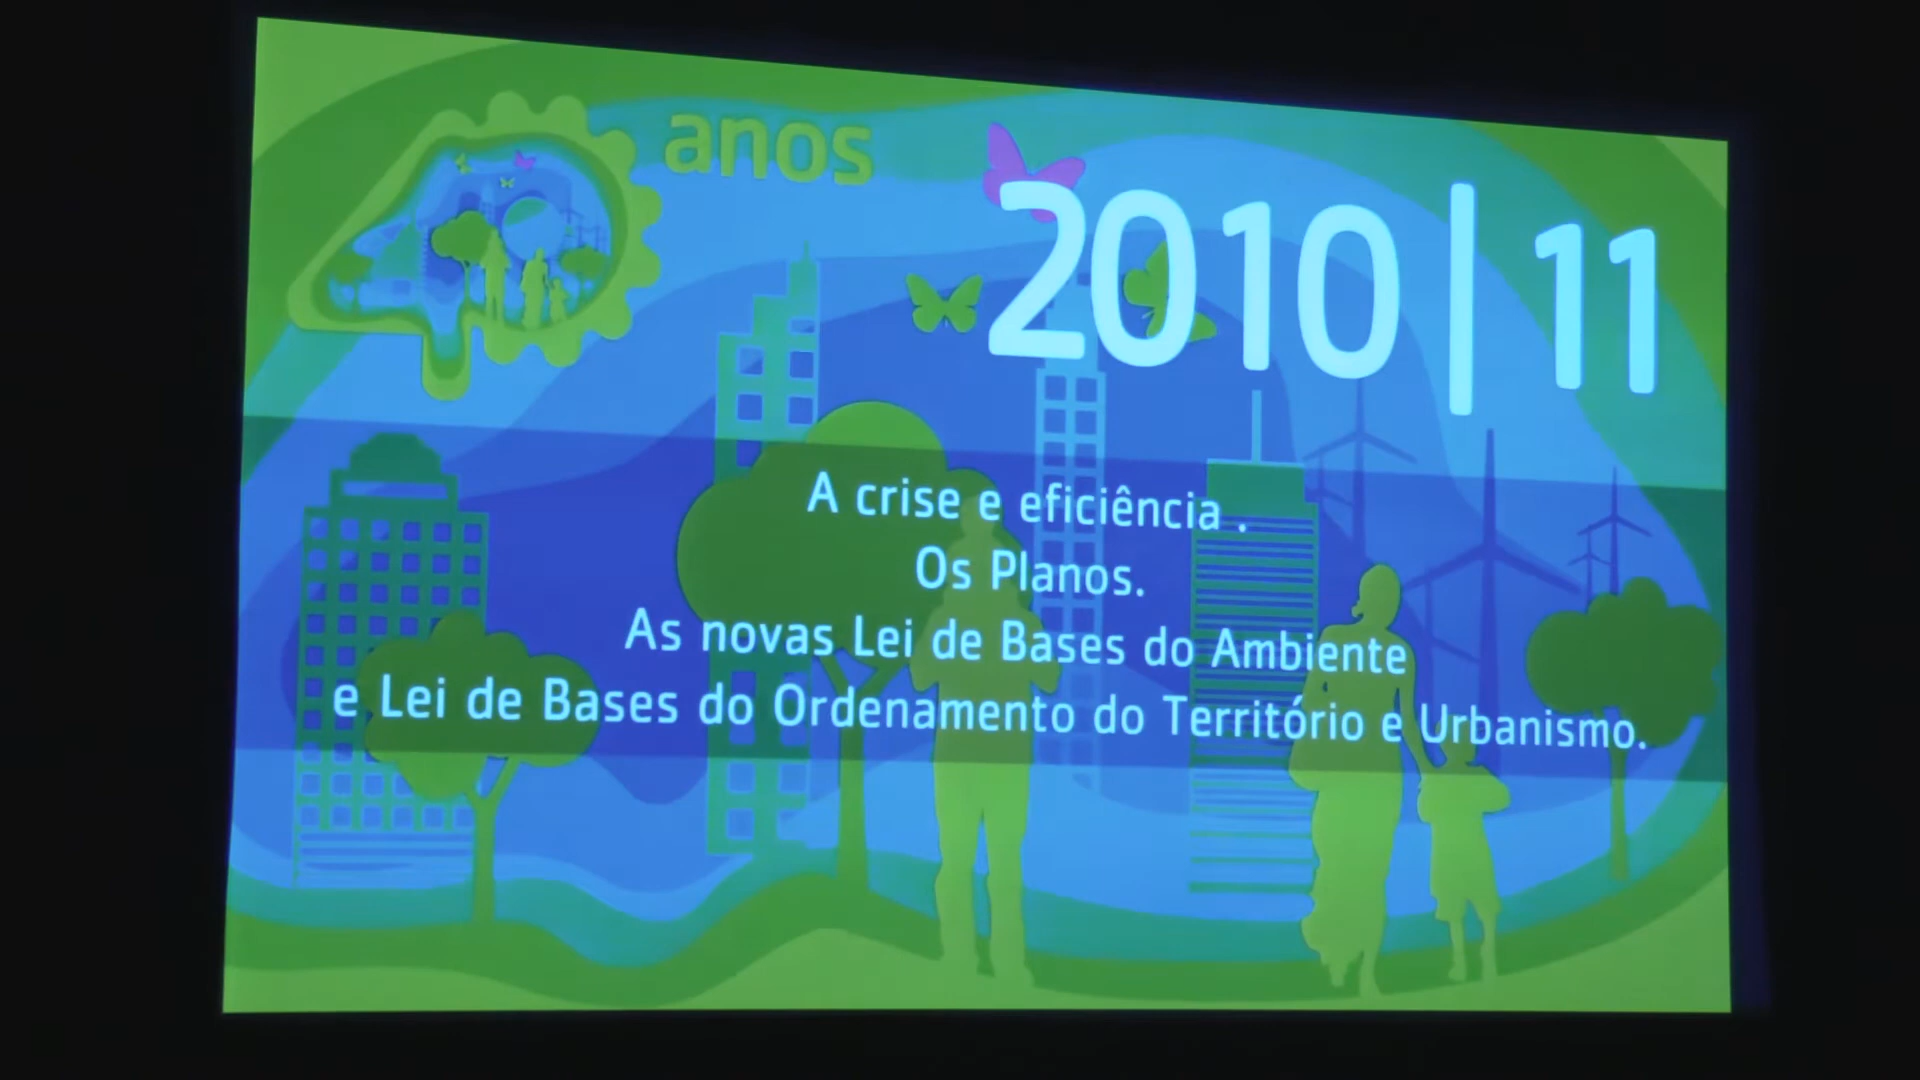 anos
2010|11
A crise e eficiência .
Os Planos.
As novas Lei de Bases do Ambiente
e Lei de Bases do Ordenamento do Território e Urbanismo.